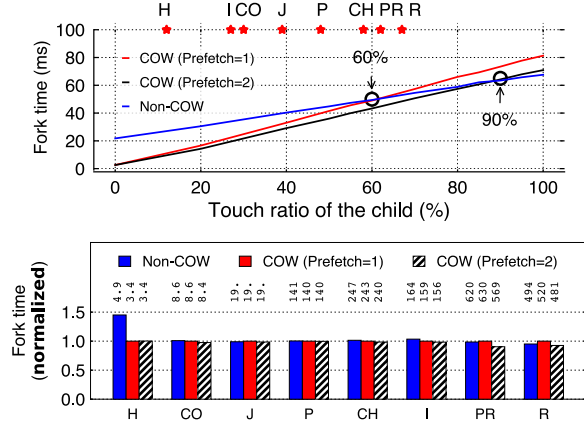 H I CO J P CH PR R
Fork time (ms)
100
80
60
40
20
0
COW (Prefetch=1)
COW (Prefetch=2)
Non-COW
60%
90%
0 20 40 60 80 100
Touch ratio of the child (%)
Fork time
(normalized)
Non-COW COW (Prefetch=1) COW (Prefetch=2)
4.9 3.4 3.4 8.6 8.6 8.4 19. 19. 19. 141 140 140 247 243 240 164 159 156 620 630 569 494 520 481
1.5
1.0
0.5
0.0
H CO J P CH I PR R